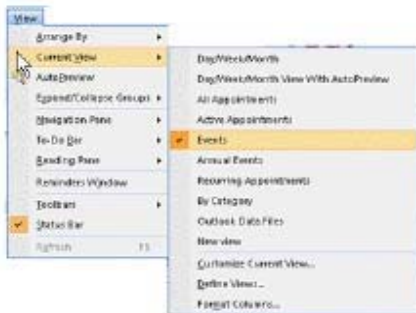 View
Arrange By
Current View
AutoPreview
Expand/Collapse Groups
Navigation Pane
To-Do Bar
Reading Pane
Reminders Window
Toolbars
Status Bar
Refresh F5
Day/Week/Month
Day/Week/Month View With AutoPreview
All Appointments
Active Appointments
Events
Annual Events
Recurring Appointments
By Category
Outlook Data Files
New view
Customize Current View...
Define Views...
Format Columns...